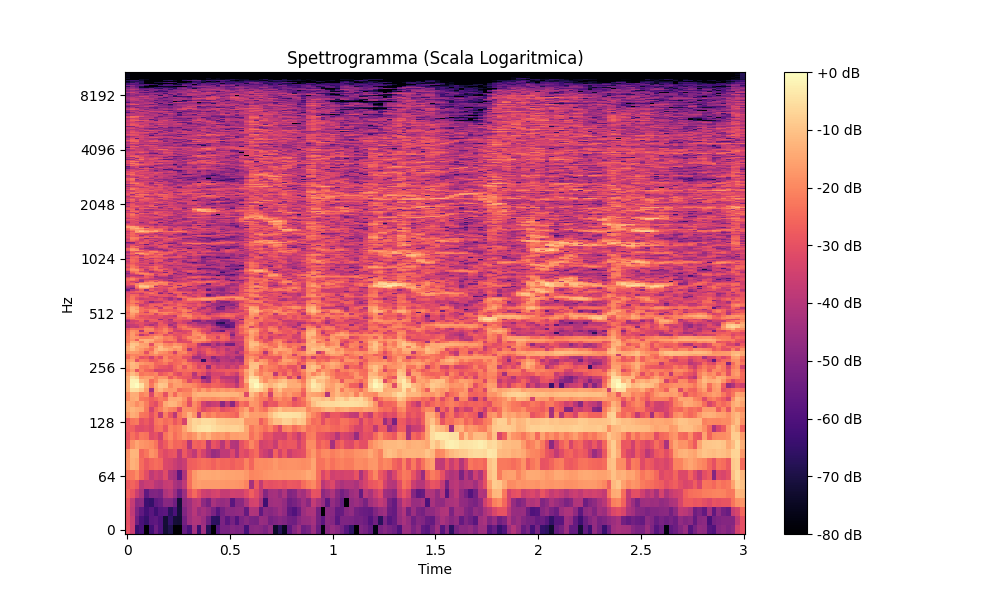 Spettrogramma (Scala Logaritmica)
Hz
8192
4096
2048
1024
512
256
128
64
0
0
0.5
1
1.5
2
2.5
3
Time
+0 dB
-10 dB
-20 dB
-30 dB
-40 dB
-50 dB
-60 dB
-70 dB
-80 dB